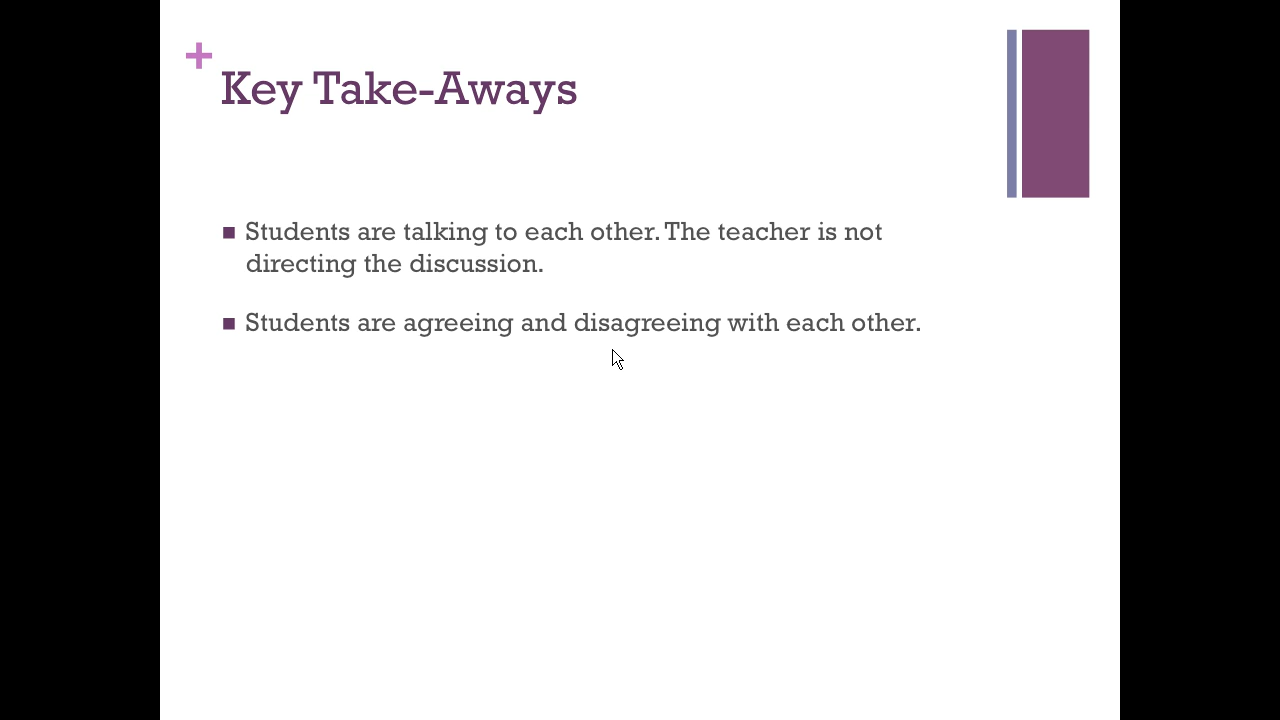 +
Key Take-Aways
■ Students are talking to each other. The teacher is not
directing the discussion.
■ Students are agreeing and disagreeing with each other.